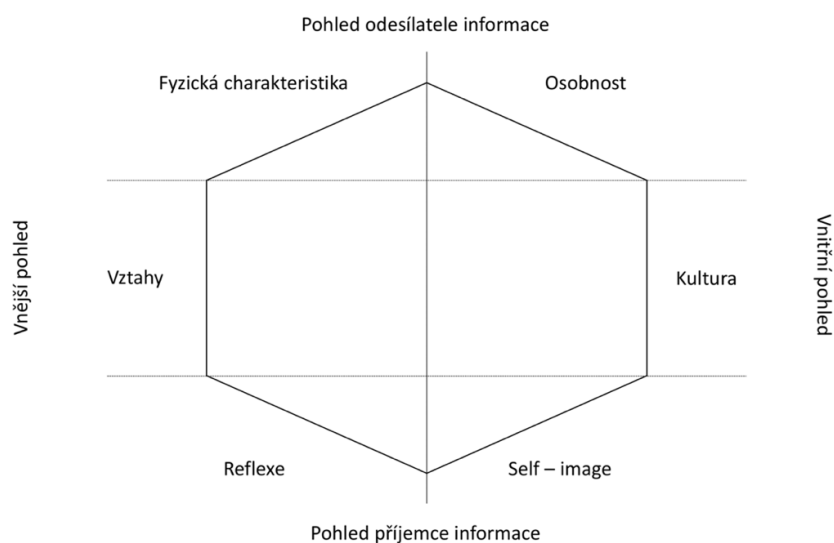 Pohled odesílatele informace
Fyzická charakteristika
Osobnost
Vnější pohled
Vztahy
Kultura
Vnitřní pohled
Reflexe
Self – image
Pohled příjemce informace